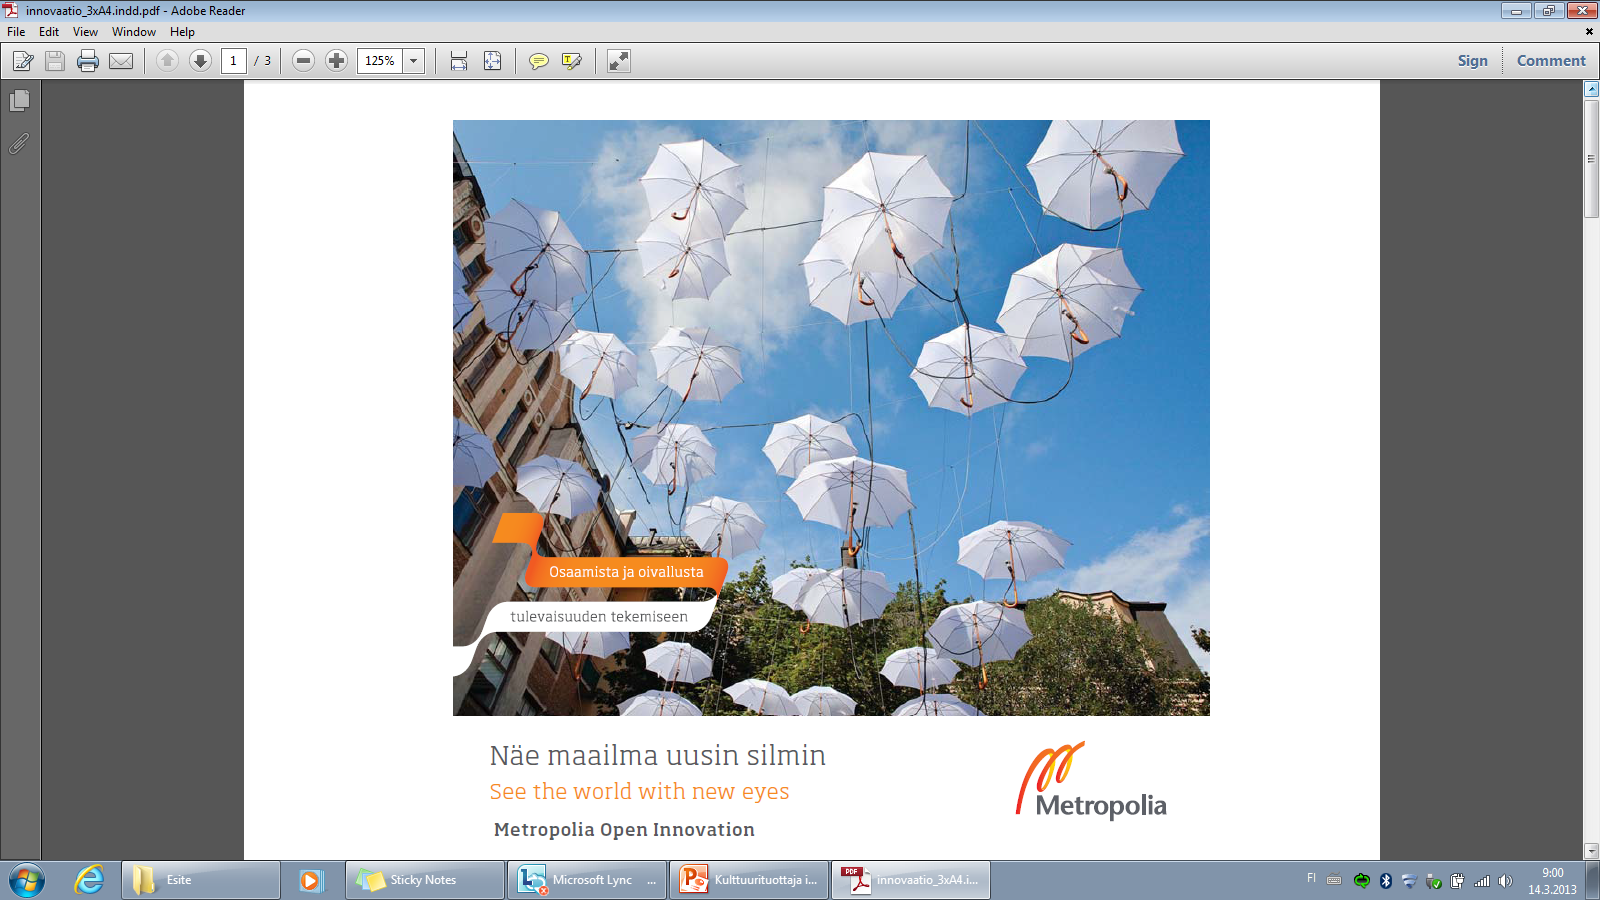 innovaatio_3xA4.indd.pdf - Adobe Reader
File Edit View Window Help
1 / 3 125% Sign Comment
Osaamista ja oivallusta
tulevaisuuden tekemiseen
Näe maailma uusin silmin
See the world with new eyes
Metropolia Open Innovation
Metropolia
Esite Sticky Notes Microsoft Lync ... Kulttuurituottaja i... innovaatio_3xA4.i... FI 9:00
14.3.2013